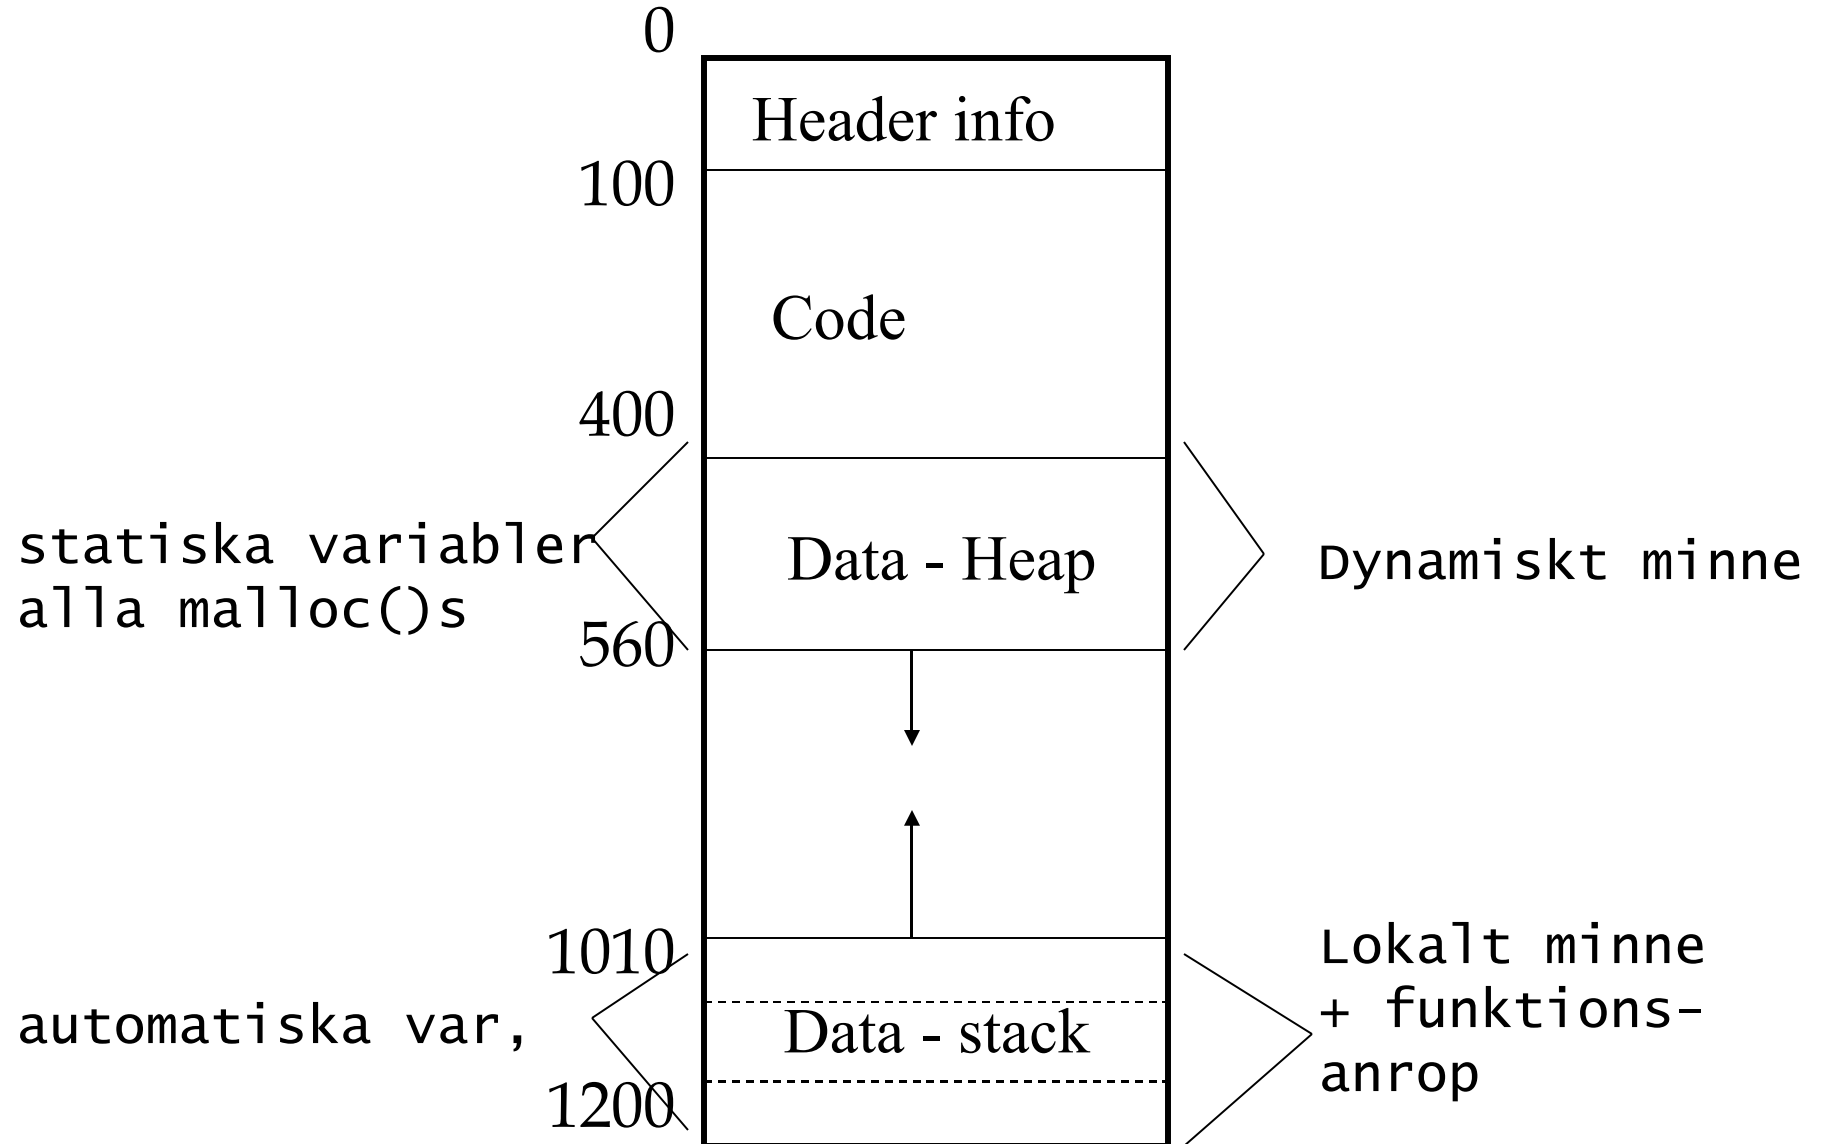 0
Header info
100
Code
400
statiska variabler
alla malloc()s
Data - Heap
Dynamiskt minne
560
1010
automatiska var,
Data - stack
Lokalt minne
+ funktions-
anrop
1200